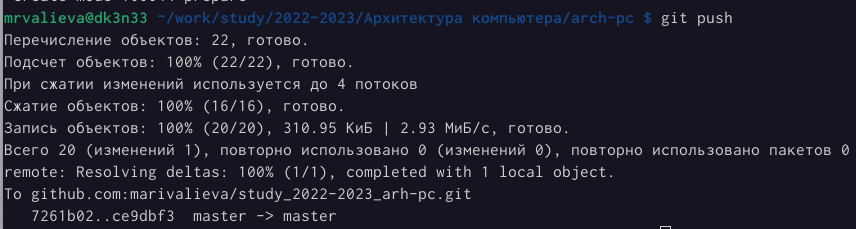 mrvalieva@dk3n33 ~/work/study/2022-2023/Архитектура компьютера/arch-pc $ git push
Перечисление объектов: 22, готово.
Подсчет объектов: 100% (22/22), готово.
При сжатии изменений используется до 4 потоков
Сжатие объектов: 100% (16/16), готово.
Запись объектов: 100% (20/20), 310.95 КиБ | 2.93 МиБ/с, готово.
Всего 20 (изменений 1), повторно использовано 0 (изменений 0), повторно использовано пакетов 0
remote: Resolving deltas: 100% (1/1), completed with 1 local object.
To github.com:marivalieva/study_2022-2023_arh-pc.git
7261b02..ce9dbf3  master -> master